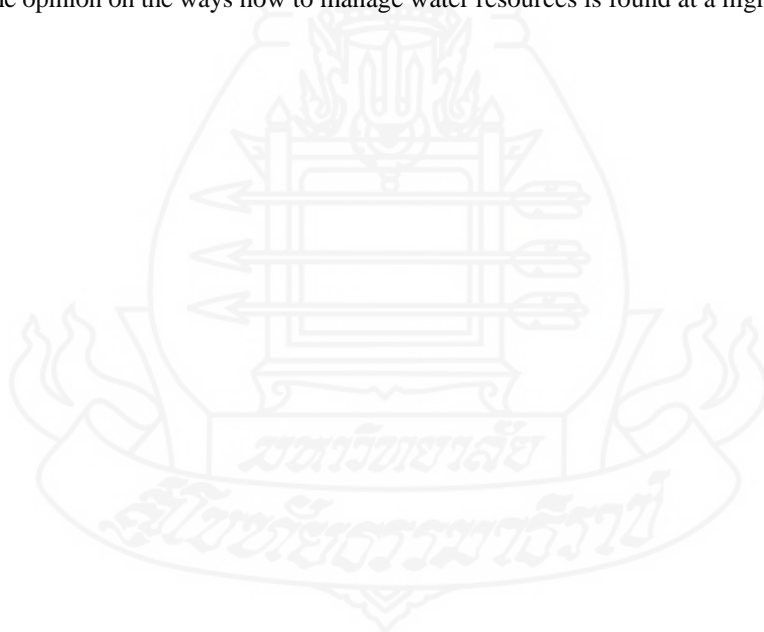 opinion on the ways how to manage water resources is found at a
มหาวิทยาลัย
สุโขทัยธรรมาธิราช